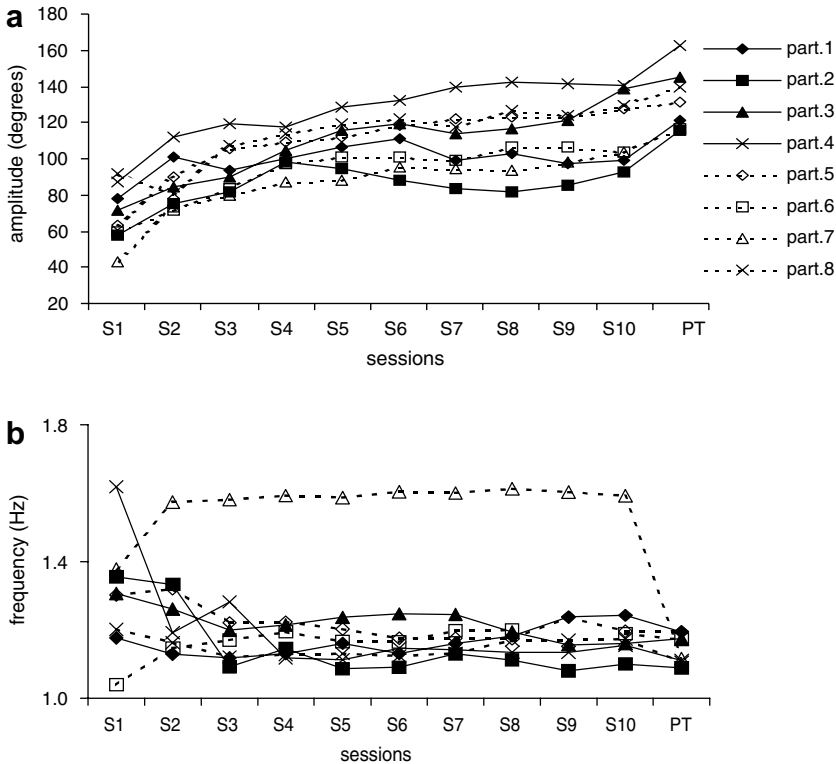 a
amplitude (degrees)
180
160
140
120
100
80
60
40
20
S1 S2 S3 S4 S5 S6 S7 S8 S9 S10 PT
sessions
part.1
part.2
part.3
part.4
part.5
part.6
part.7
part.8
b
frequency (Hz)
1.8
1.4
1.0
S1 S2 S3 S4 S5 S6 S7 S8 S9 S10 PT
sessions